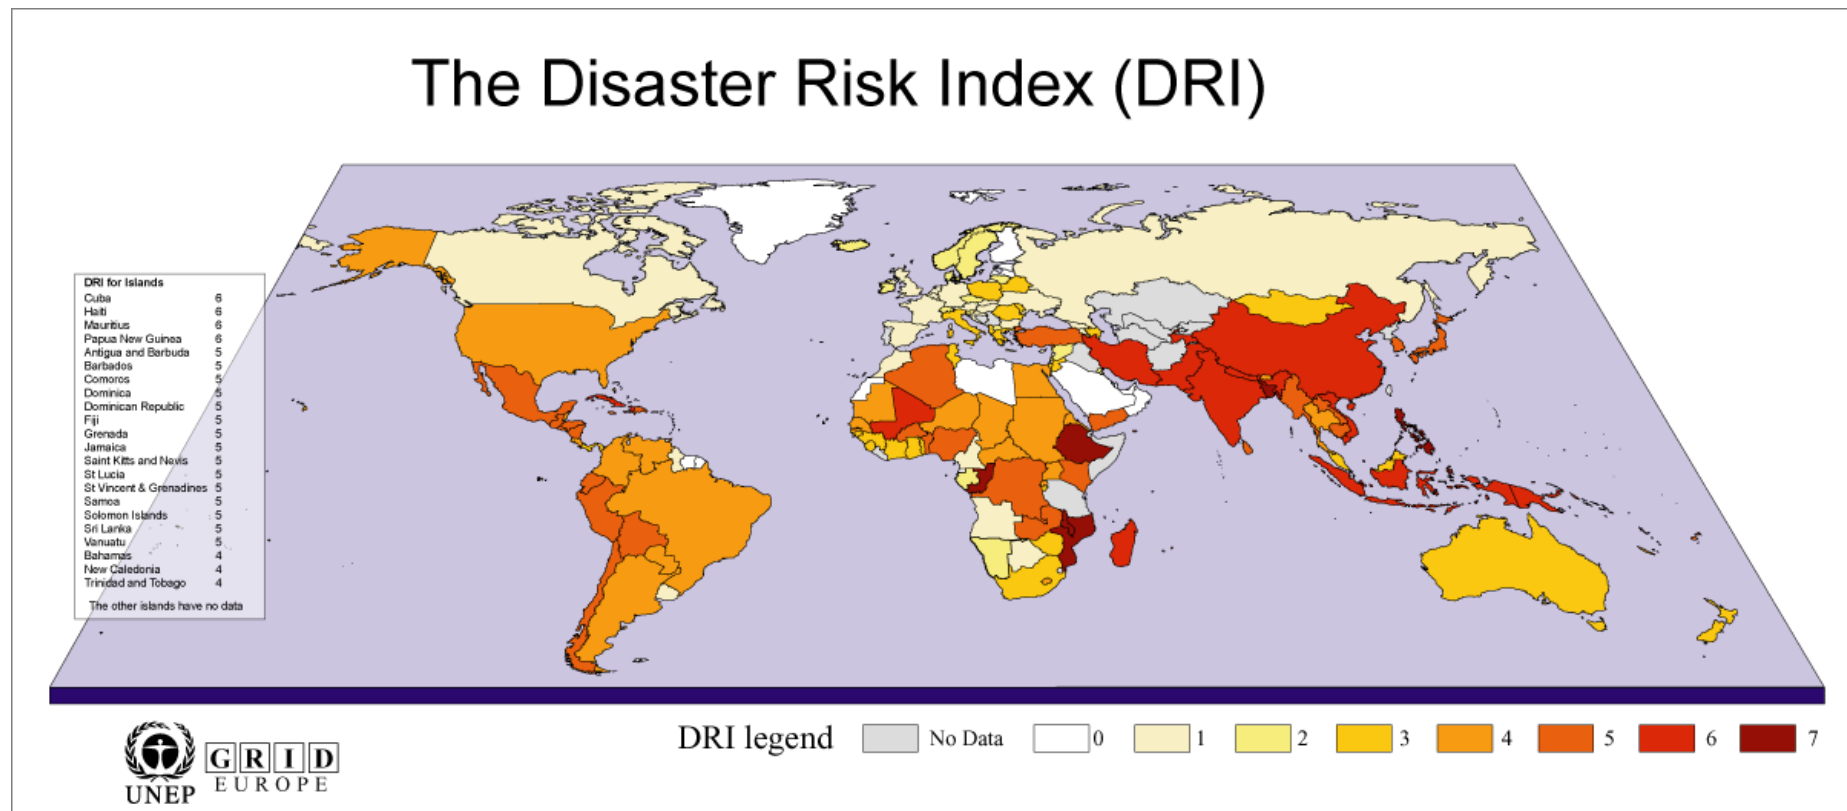 The Disaster Risk Index (DRI)
DRI for Islands
Cuba 6
Haiti 6
Mauritius 6
Papua New Guinea 6
Antigua and Barbuda 5
Barbados 5
Comoros 5
Dominica 5
Dominican Republic 5
Fiji 5
Grenada 5
Jamaica 5
Saint Kitts and Nevis 5
St Lucia 5
St Vincent & Grenadines 5
Samoa 5
Solomon Islands 5
Sri Lanka 5
Vanuatu 5
Bahamas 4
New Caledonia 4
Trinidad and Tobago 4
The other islands have no data
DRI legend No Data 0 1 2 3 4 5 6 7
UNEP
GRID
EUROPE